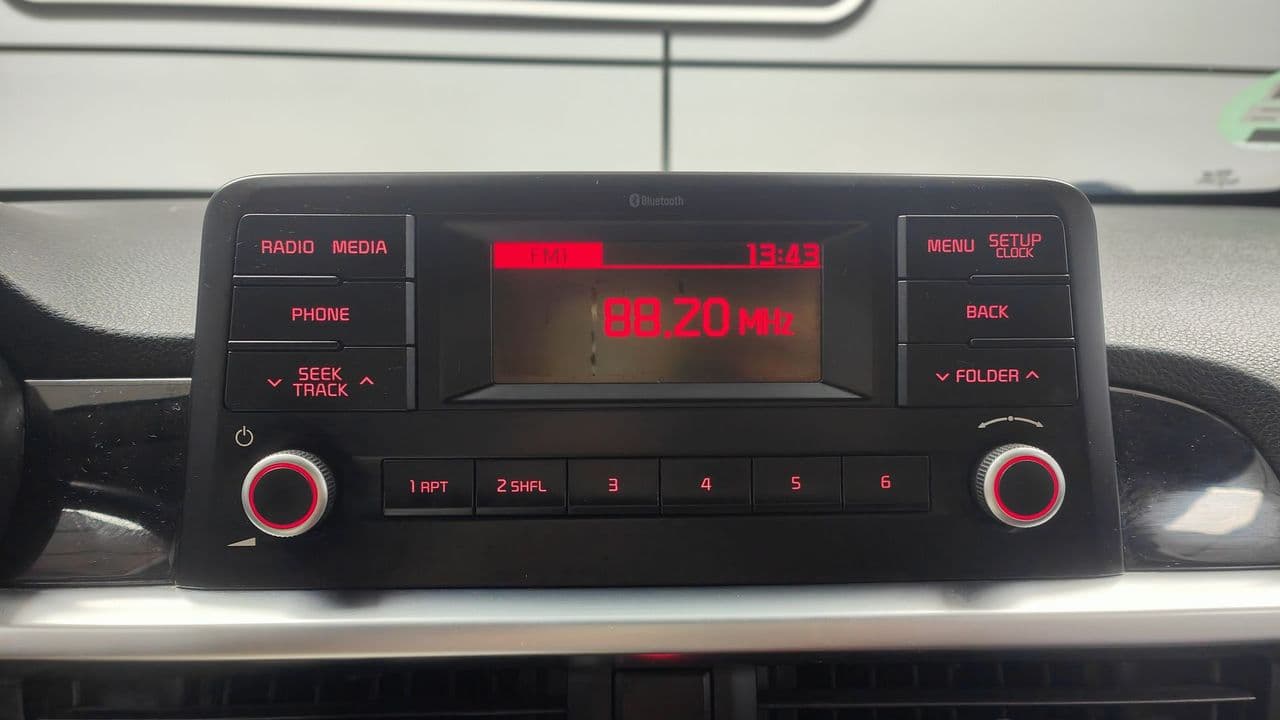 Bluetooth
RADIO MEDIA
PHONE
SEEK
TRACK
FM1 13:43
88.20 MHz
MENU SETUP
CLOCK
BACK
FOLDER
1 RPT 2 SHFL 3 4 5 6